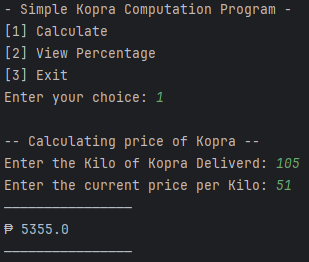 - Simple Kopra Computation Program -
[1] Calculate
[2] View Percentage
[3] Exit
Enter your choice: 1
-- Calculating price of Kopra --
Enter the Kilo of Kopra Deliverd: 105
Enter the current price per Kilo: 51
________________
₱ 5355.0
________________